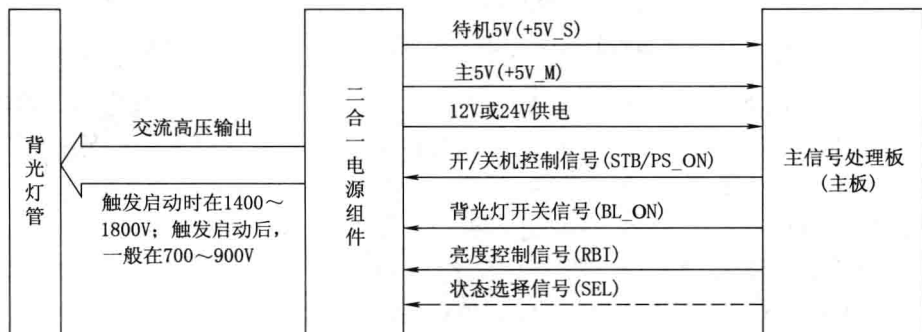 背光灯管
交流高压输出
触发启动时在1400～
1800V；触发启动后，
一般在700～900V
二合一电源组件
待机5V(+5V_S)
主5V(+5V_M)
12V或24V供电
开/关机控制信号(STB/PS_ON)
背光灯开关信号(BL_ON)
亮度控制信号(RBI)
状态选择信号(SEL)
主信号处理板
(主板)